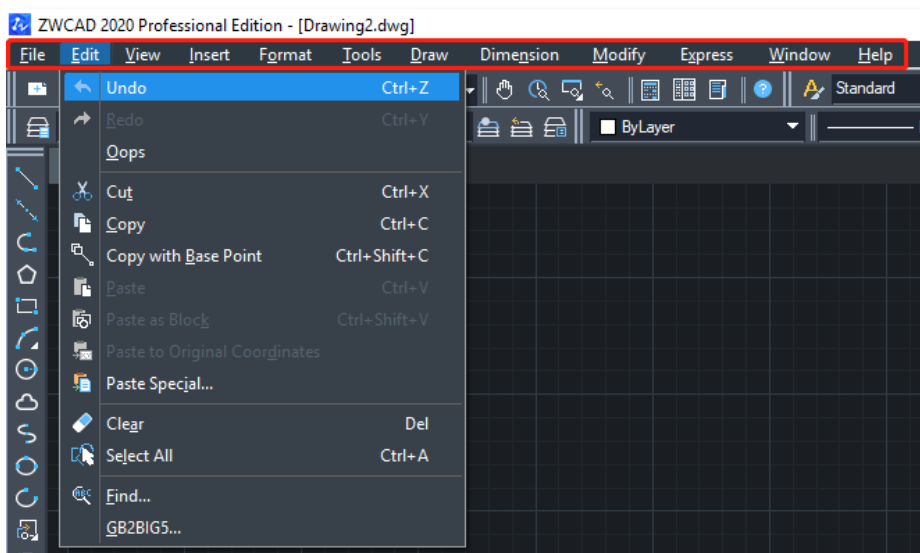 ZWCAD 2020 Professional Edition - [Drawing2.dwg]
File Edit View Insert Format Tools Draw Dimension Modify Express Window Help
Undo Ctrl+Z
Standard
Redo Ctrl+Y
ByLayer
Oops
Cut Ctrl+X
Copy Ctrl+C
Copy with Base Point Ctrl+Shift+C
Paste Ctrl+V
Paste as Block Ctrl+Shift+V
Paste to Original Coordinates
Paste Special...
Clear Del
Select All Ctrl+A
Find...
GB2BIG5...